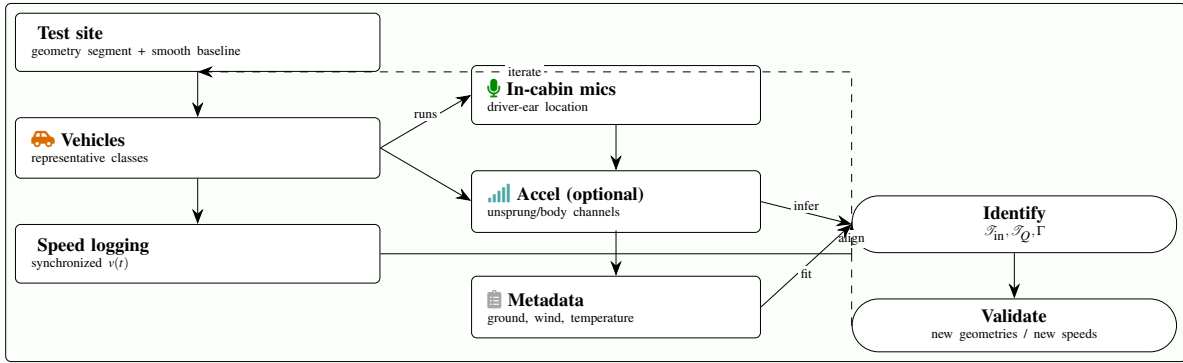 Test site
geometry segment + smooth baseline
iterate
In-cabin mics
driver-ear location
runs
Vehicles
representative classes
Accel (optional)
unsprung/body channels
infer
Identify
𝒯in, 𝒯Q, Γ
align
Speed logging
synchronized v(t)
fit
Metadata
ground, wind, temperature
Validate
new geometries / new speeds